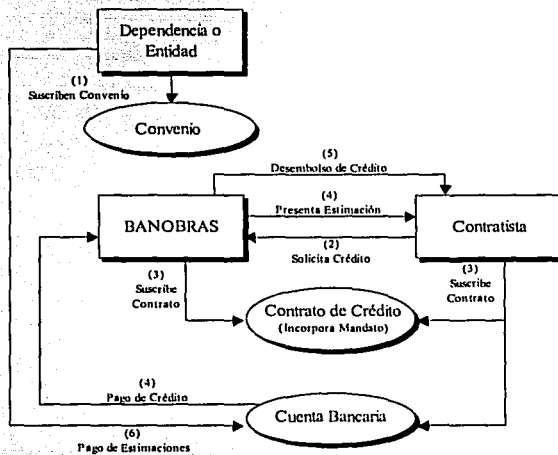 Dependencia o
Entidad
(1)
Suscriben Convenio
Convenio
(5)
Desembolso de Crédito
(4)
Presenta Estimación
BANOBRAS
Contratista
(2)
Solicita Crédito
(3)
Suscribe
Contrato
(3)
Suscribe
Contrato
Contrato de Crédito
(Incorpora Mandato)
(4)
Pago de Crédito
Cuenta Bancaria
(6)
Pago de Estimaciones